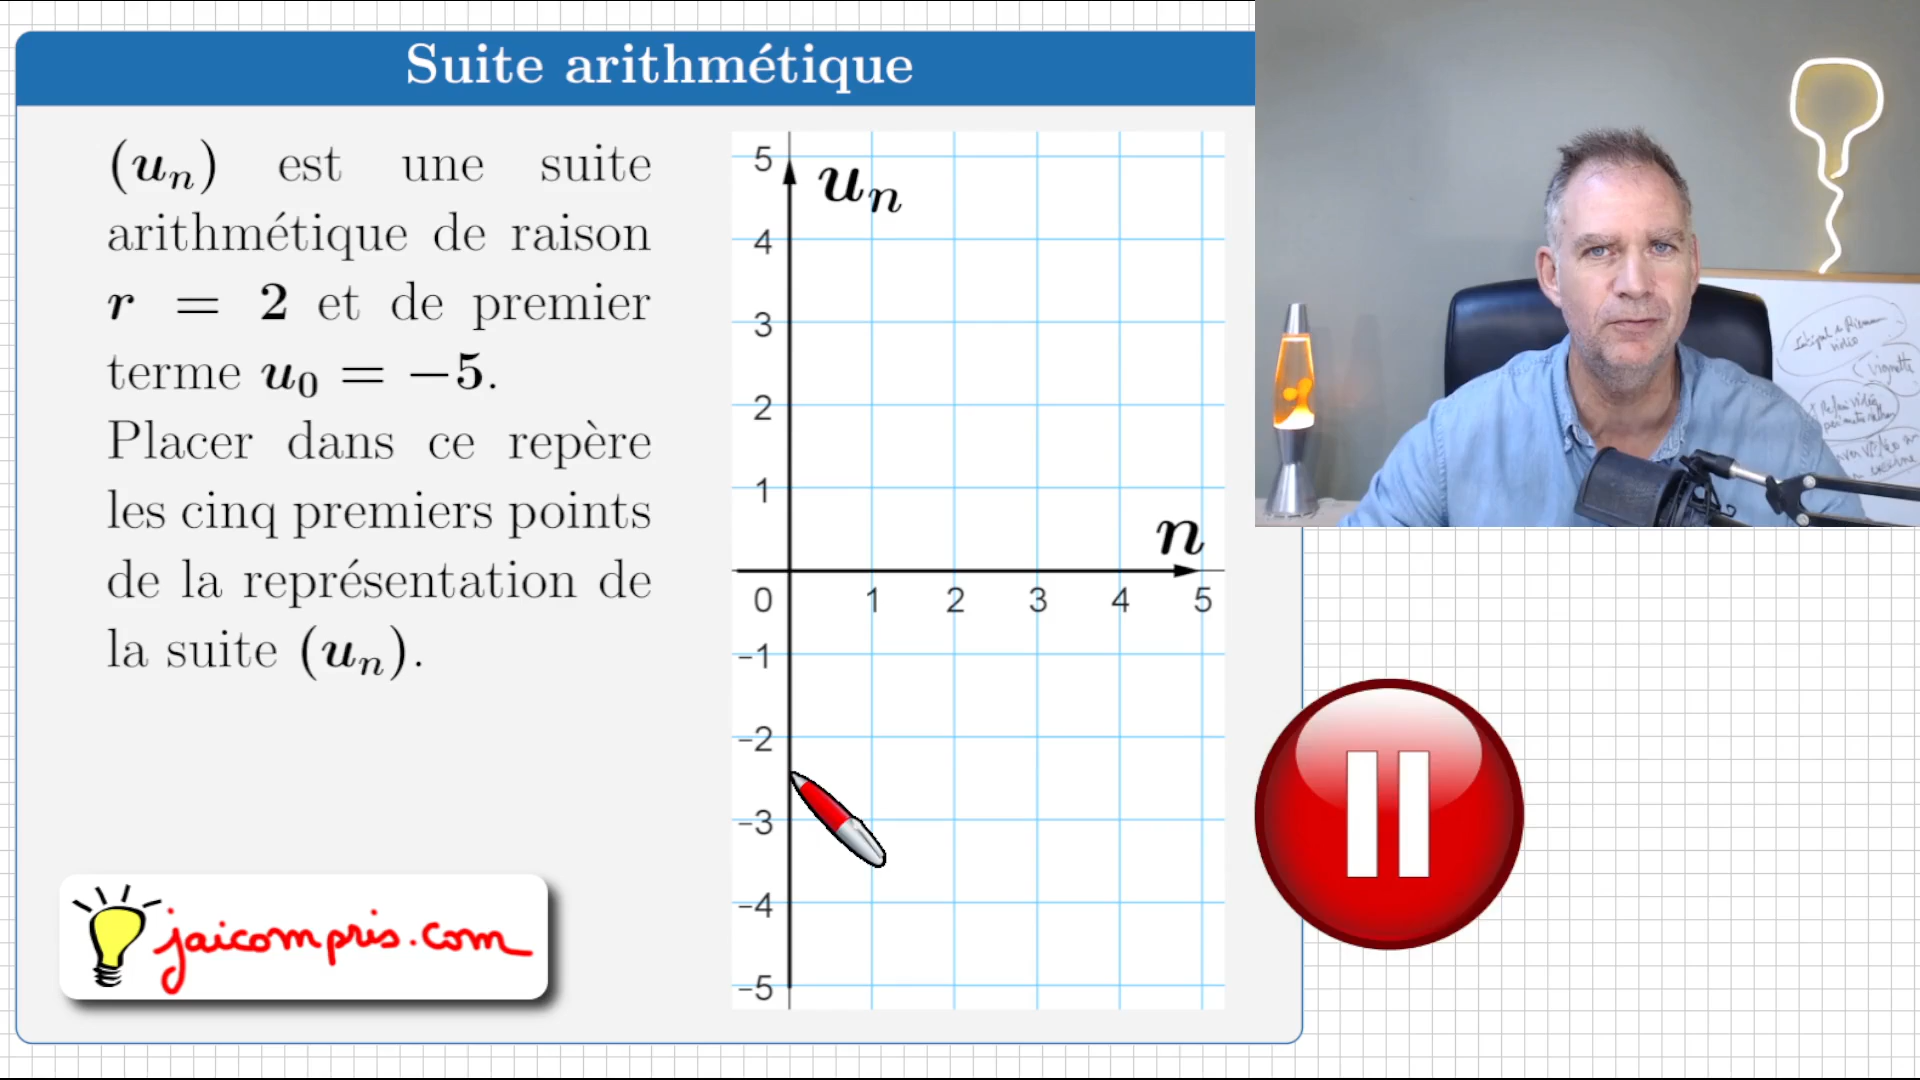 Suite arithmétique
(uₙ) est une suite
arithmétique de raison
r = 2 et de premier
terme u₀ = −5.
Placer dans ce repère
les cinq premiers points
de la représentation de
la suite (uₙ).
jaicompris.com
5
uₙ
4
3
2
1
n
0 1 2 3 4 5
−1
−2
−3
−4
−5
vignette